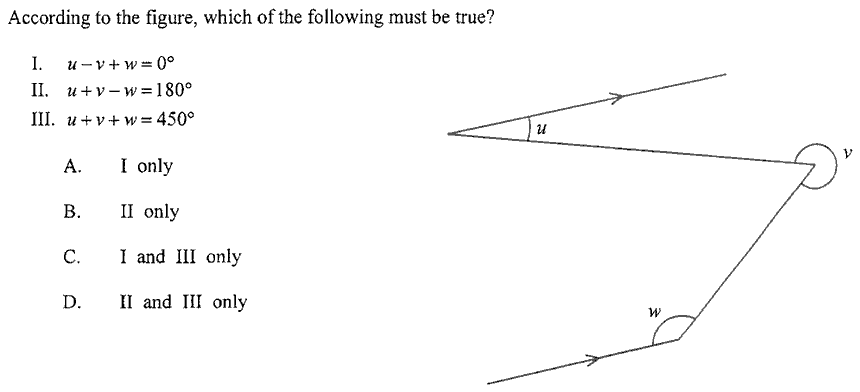 According to the figure, which of the following must be true?
I. u − v + w = 0°
II. u + v − w = 180°
III. u + v + w = 450°
A. I only
B. II only
C. I and III only
D. II and III only
u
v
w